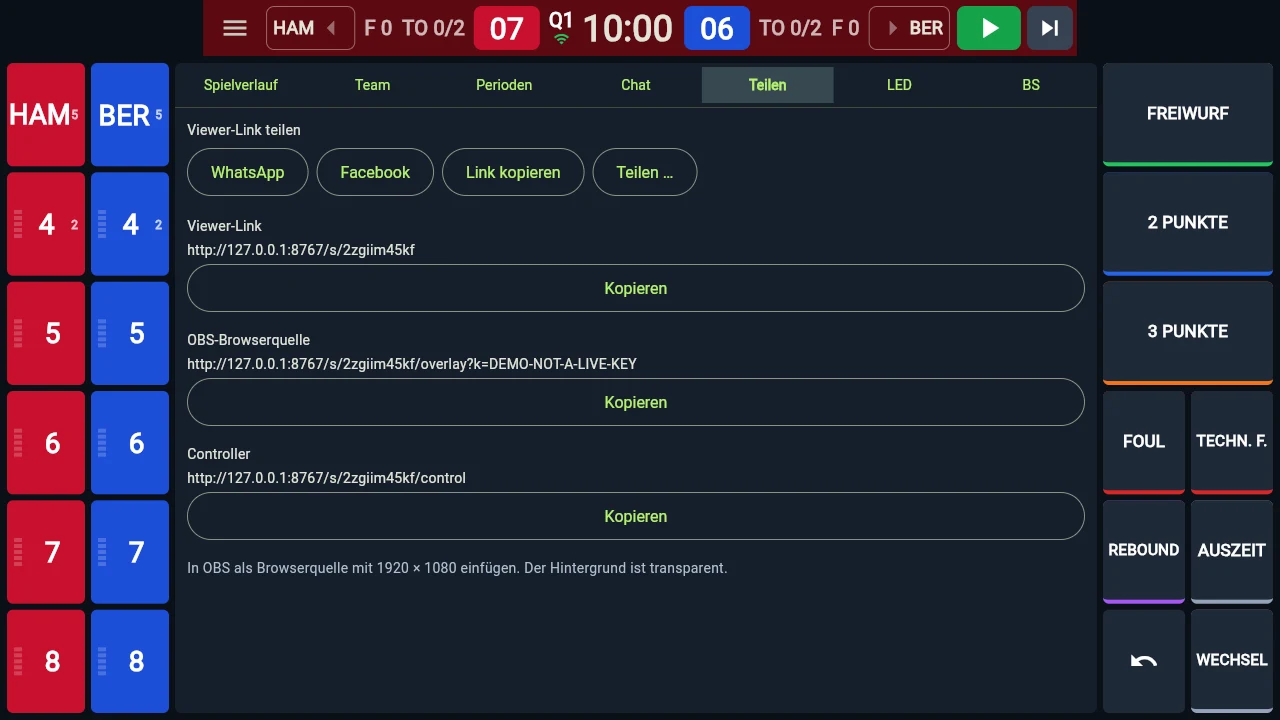 HAM F 0 TO 0/2 07 Q1 10:00 06 TO 0/2 F 0 BER
HAM 5 BER 5
4 2 4 2
5 5
6 6
7 7
8 8
Spielverlauf Team Perioden Chat Teilen LED BS
Viewer-Link teilen
WhatsApp Facebook Link kopieren Teilen ...
Viewer-Link
http://127.0.0.1:8767/s/2zgiim45kf
Kopieren
OBS-Browserquelle
http://127.0.0.1:8767/s/2zgiim45kf/overlay?k=DEMO-NOT-A-LIVE-KEY
Kopieren
Controller
http://127.0.0.1:8767/s/2zgiim45kf/control
Kopieren
In OBS als Browserquelle mit 1920 × 1080 einfügen. Der Hintergrund ist transparent.
FREIWURF
2 PUNKTE
3 PUNKTE
FOUL TECHN. F.
REBOUND AUSZEIT
WECHSEL